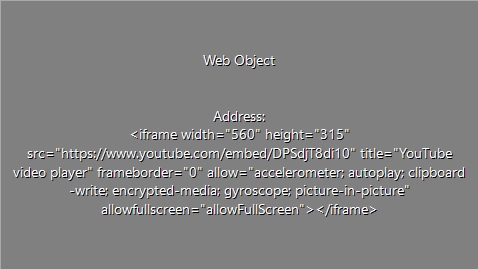 Web Object
Address:
<iframe width="560" height="315"
src="https://www.youtube.com/embed/DPSdjT8di10" title="YouTube
video player" frameborder="0" allow="accelerometer; autoplay; clipboard
-write; encrypted-media; gyroscope; picture-in-picture"
allowfullscreen="allowFullScreen"></iframe>